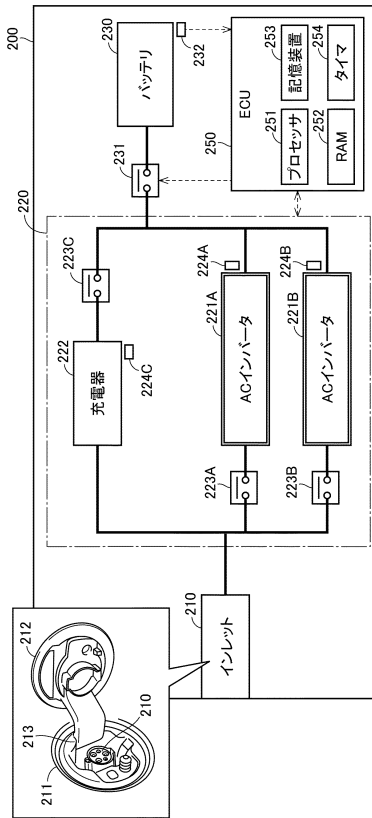 200
212
213
211
210
210
インレット
220
222
充電器
223C
224C
223A
221A
ACインバータ
224A
223B
221B
ACインバータ
224B
231
230
バッテリ
232
250
ECU
251
プロセッサ
253
記憶装置
252
RAM
254
タイマ